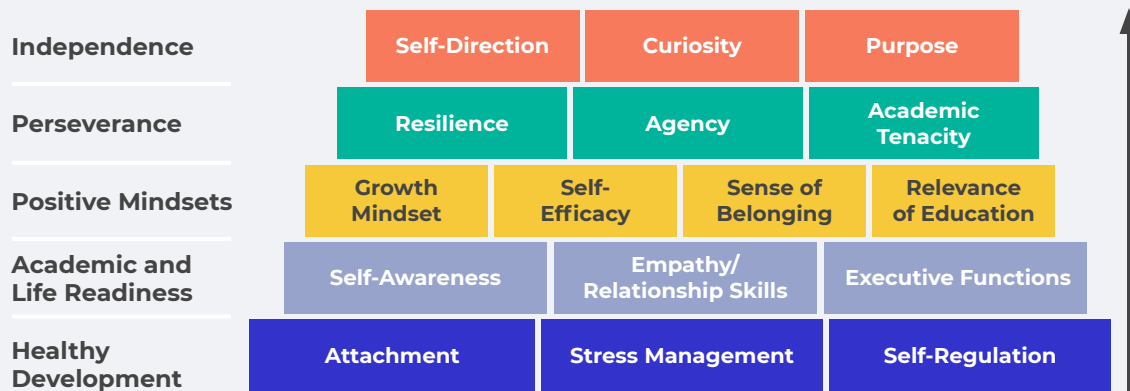 Independence
Self-Direction
Curiosity
Purpose
Perseverance
Resilience
Agency
Academic
Tenacity
Positive Mindsets
Growth
Mindset
Self-
Efficacy
Sense of
Belonging
Relevance
of Education
Academic and
Life Readiness
Self-Awareness
Empathy/
Relationship Skills
Executive Functions
Healthy
Development
Attachment
Stress Management
Self-Regulation